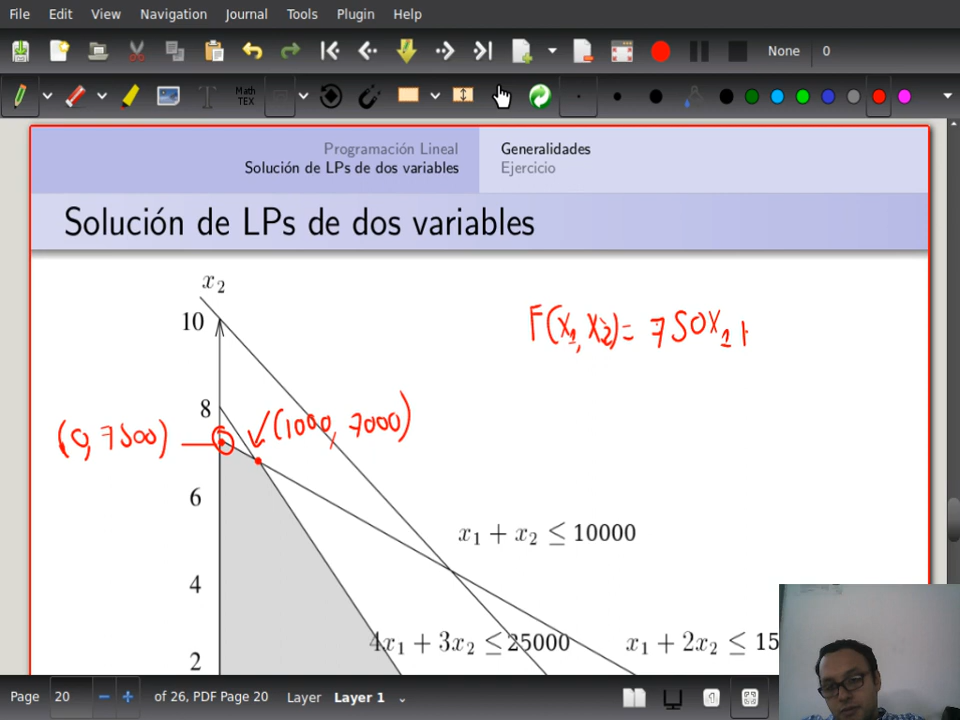 File Edit View Navigation Journal Tools Plugin Help
None 0
T Math TEX
Programación Lineal Generalidades
Solución de LPs de dos variables Ejercicio
Solución de LPs de dos variables
x2
10
F(x1, x2) = 750x1 +
8
(1000, 7000)
(0, 7500)
6
x1 + x2 ≤ 10000
4
4x1 + 3x2 ≤ 25000 x1 + 2x2 ≤ 15
2
Page 20 of 26, PDF Page 20 Layer Layer 1